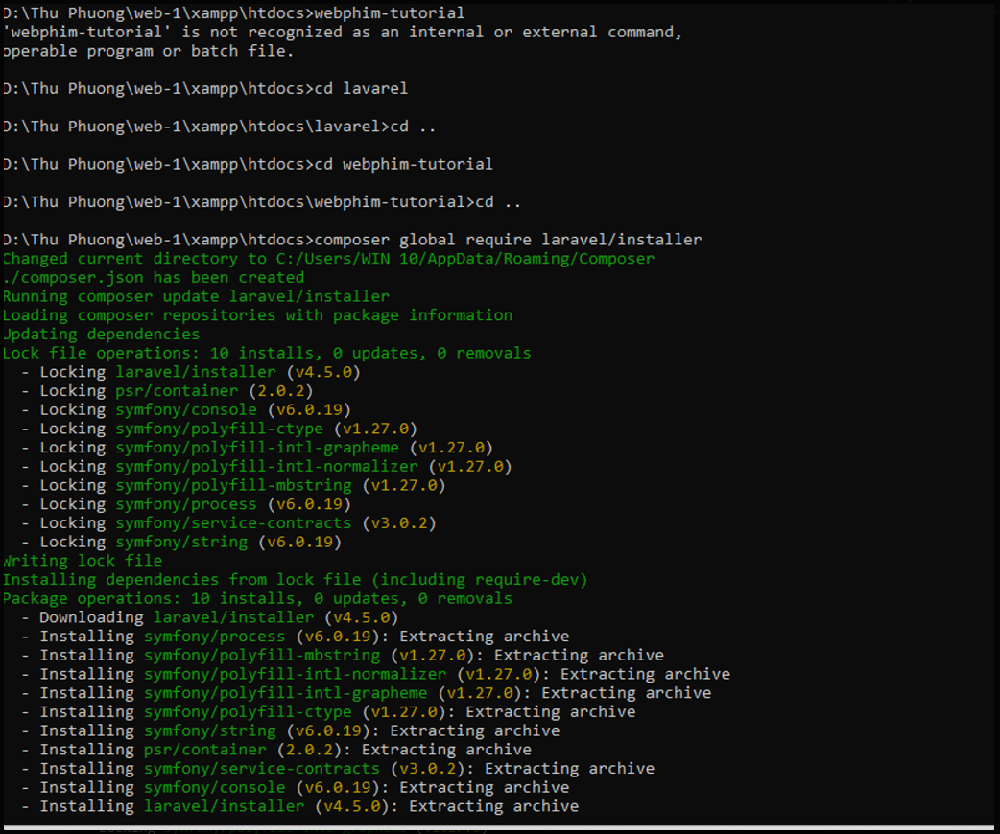 D:\Thu Phuong\web-1\xampp\htdocs>webphim-tutorial
'webphim-tutorial' is not recognized as an internal or external command,
operable program or batch file.
D:\Thu Phuong\web-1\xampp\htdocs>cd lavarel
D:\Thu Phuong\web-1\xampp\htdocs\lavarel>cd ..
D:\Thu Phuong\web-1\xampp\htdocs>cd webphim-tutorial
D:\Thu Phuong\web-1\xampp\htdocs\webphim-tutorial>cd ..
D:\Thu Phuong\web-1\xampp\htdocs>composer global require laravel/installer
Changed current directory to C:/Users/WIN 10/AppData/Roaming/Composer
./composer.json has been created
Running composer update laravel/installer
Loading composer repositories with package information
Updating dependencies
Lock file operations: 10 installs, 0 updates, 0 removals
  - Locking laravel/installer (v4.5.0)
  - Locking psr/container (2.0.2)
  - Locking symfony/console (v6.0.19)
  - Locking symfony/polyfill-ctype (v1.27.0)
  - Locking symfony/polyfill-intl-grapheme (v1.27.0)
  - Locking symfony/polyfill-intl-normalizer (v1.27.0)
  - Locking symfony/polyfill-mbstring (v1.27.0)
  - Locking symfony/process (v6.0.19)
  - Locking symfony/service-contracts (v3.0.2)
  - Locking symfony/string (v6.0.19)
Writing lock file
Installing dependencies from lock file (including require-dev)
Package operations: 10 installs, 0 updates, 0 removals
  - Downloading laravel/installer (v4.5.0)
  - Installing symfony/process (v6.0.19): Extracting archive
  - Installing symfony/polyfill-mbstring (v1.27.0): Extracting archive
  - Installing symfony/polyfill-intl-normalizer (v1.27.0): Extracting archive
  - Installing symfony/polyfill-intl-grapheme (v1.27.0): Extracting archive
  - Installing symfony/polyfill-ctype (v1.27.0): Extracting archive
  - Installing symfony/string (v6.0.19): Extracting archive
  - Installing psr/container (2.0.2): Extracting archive
  - Installing symfony/service-contracts (v3.0.2): Extracting archive
  - Installing symfony/console (v6.0.19): Extracting archive
  - Installing laravel/installer (v4.5.0): Extracting archive